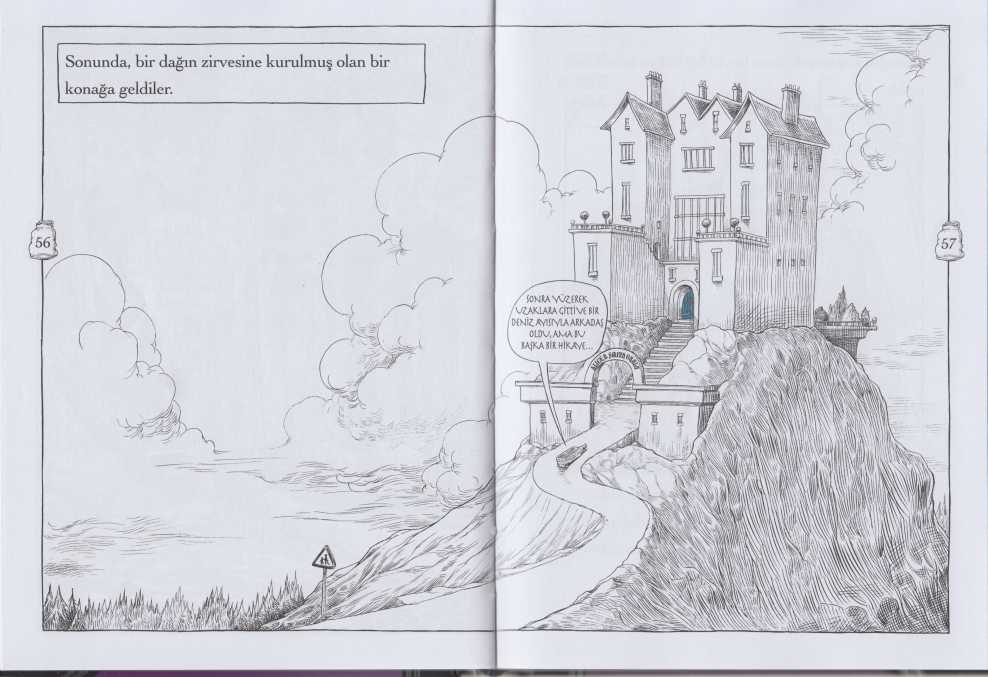 Sonunda, bir dağın zirvesine kurulmuş olan bir
konağa geldiler.
56
57
SONRA YÜZEREK
UZAKLARA GİTTİ VE BİR
DENİZ AYISIYLA ARKADAŞ
OLDU, AMA BU
BAŞKA BİR HİKAYE...